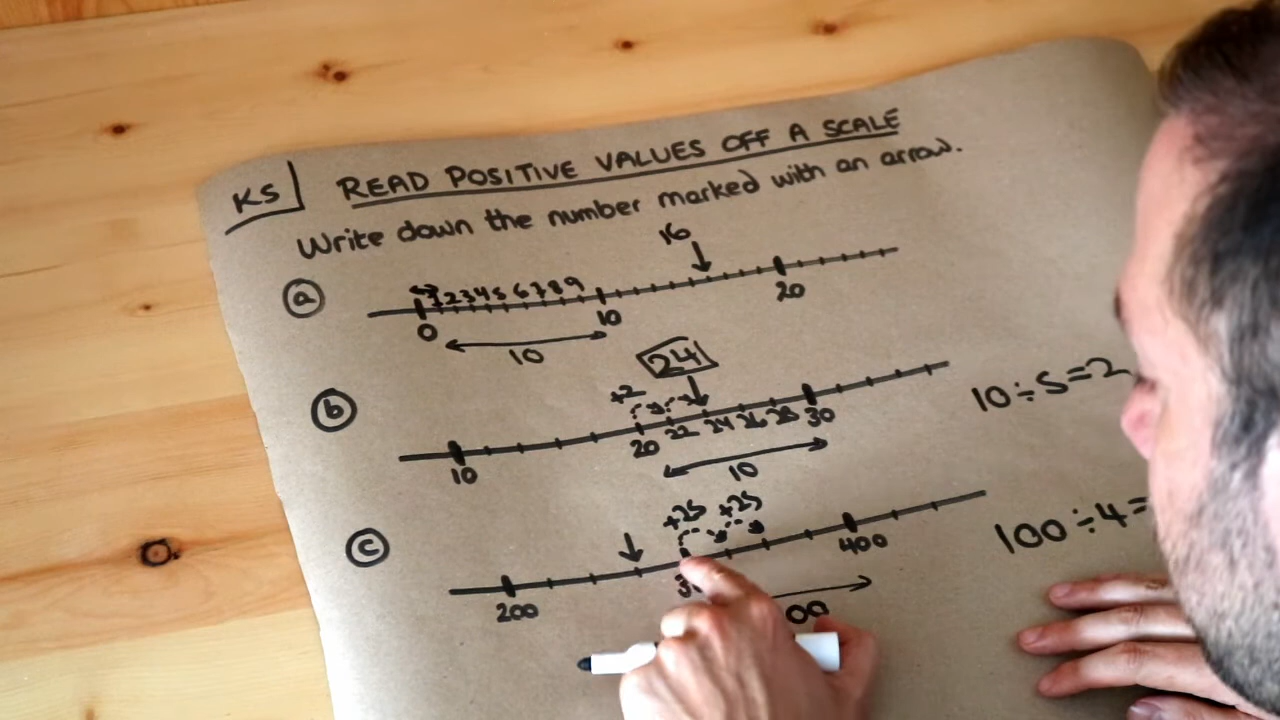 KS READ POSITIVE VALUES OFF A SCALE
Write down the number marked with an arrow.
16
a 1 2 3 4 5 6 7 8 9
0 10 20
10
24
b +2
10 20 22 24 26 28 30
10
10÷5=2
c +25 +25
200 400
100÷4=